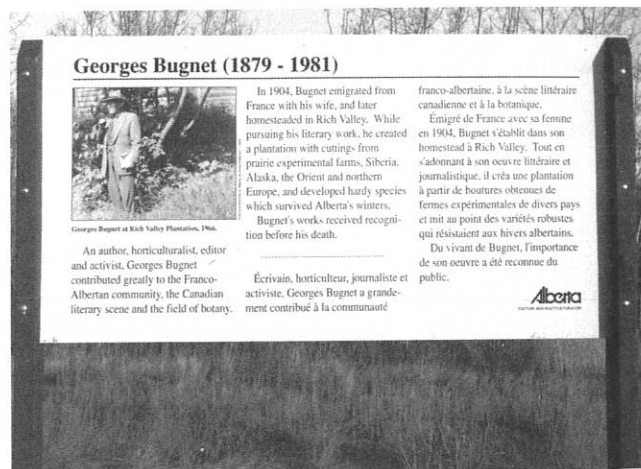 Georges Bugnet (1879 - 1981)
Georges Bugnet at Rich Valley Plantation, 1966.
An author, horticulturalist, editor
and activist, Georges Bugnet
contributed greatly to the Franco-
Albertan community, the Canadian
literary scene and the field of botany.
In 1904, Bugnet emigrated from
France with his wife, and later
homesteaded in Rich Valley. While
pursuing his literary work, he created
a plantation with cuttings from
prairie experimental farms, Siberia,
Alaska, the Orient and northern
Europe, and developed hardy species
which survived Alberta's winters.
Bugnet's works received recogni-
tion before his death.
Écrivain, horticulteur, journaliste et
activiste, Georges Bugnet a grande-
ment contribué à la communauté
franco-albertaine, à la scène littéraire
canadienne et à la botanique.
Émigré de France avec sa femme
en 1904, Bugnet s'établit dans son
homestead à Rich Valley. Tout en
s'adonnant à son oeuvre littéraire et
journalistique, il créa une plantation
à partir de boutures obtenues de
fermes expérimentales de divers pays
et mit au point des variétés robustes
qui résistaient aux hivers albertains.
Du vivant de Bugnet, l'importance
de son oeuvre a été reconnue du
public.
Alberta
CULTURE AND MULTICULTURALISM